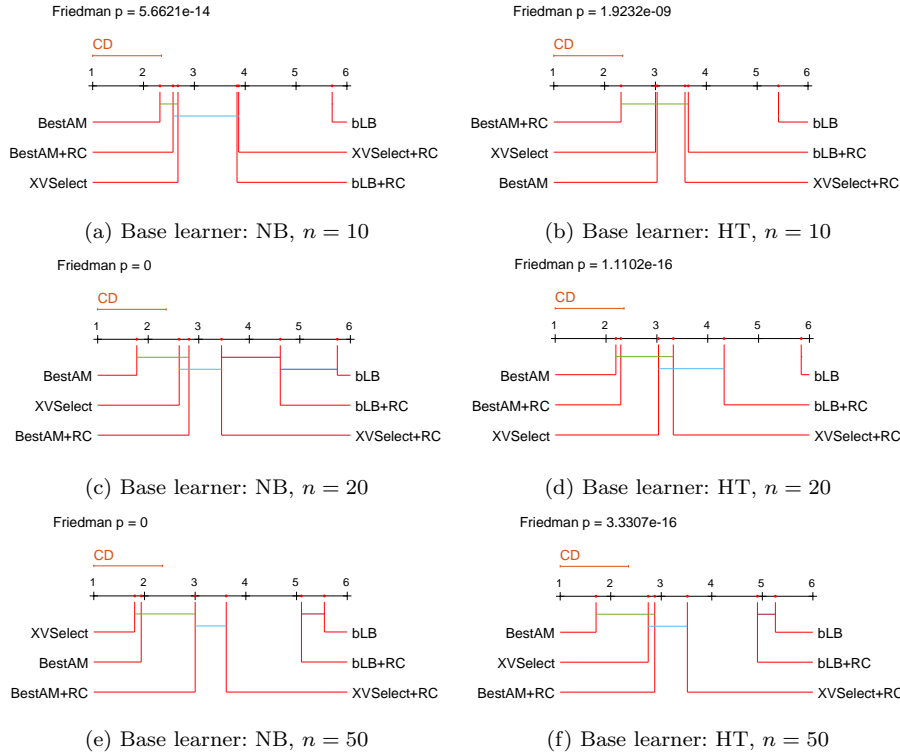 Friedman p = 5.6621e-14
CD
1 2 3 4 5 6
BestAM
bLB
BestAM+RC
XVSelect+RC
XVSelect
bLB+RC
(a) Base learner: NB, n = 10
Friedman p = 1.9232e-09
CD
1 2 3 4 5 6
BestAM+RC
bLB
XVSelect
bLB+RC
BestAM
XVSelect+RC
(b) Base learner: HT, n = 10
Friedman p = 0
CD
1 2 3 4 5 6
BestAM
bLB
XVSelect
bLB+RC
BestAM+RC
XVSelect+RC
(c) Base learner: NB, n = 20
Friedman p = 1.1102e-16
CD
1 2 3 4 5 6
BestAM
bLB
BestAM+RC
bLB+RC
XVSelect
XVSelect+RC
(d) Base learner: HT, n = 20
Friedman p = 0
CD
1 2 3 4 5 6
XVSelect
bLB
BestAM
bLB+RC
BestAM+RC
XVSelect+RC
(e) Base learner: NB, n = 50
Friedman p = 3.3307e-16
CD
1 2 3 4 5 6
BestAM
bLB
XVSelect
bLB+RC
BestAM+RC
XVSelect+RC
(f) Base learner: HT, n = 50